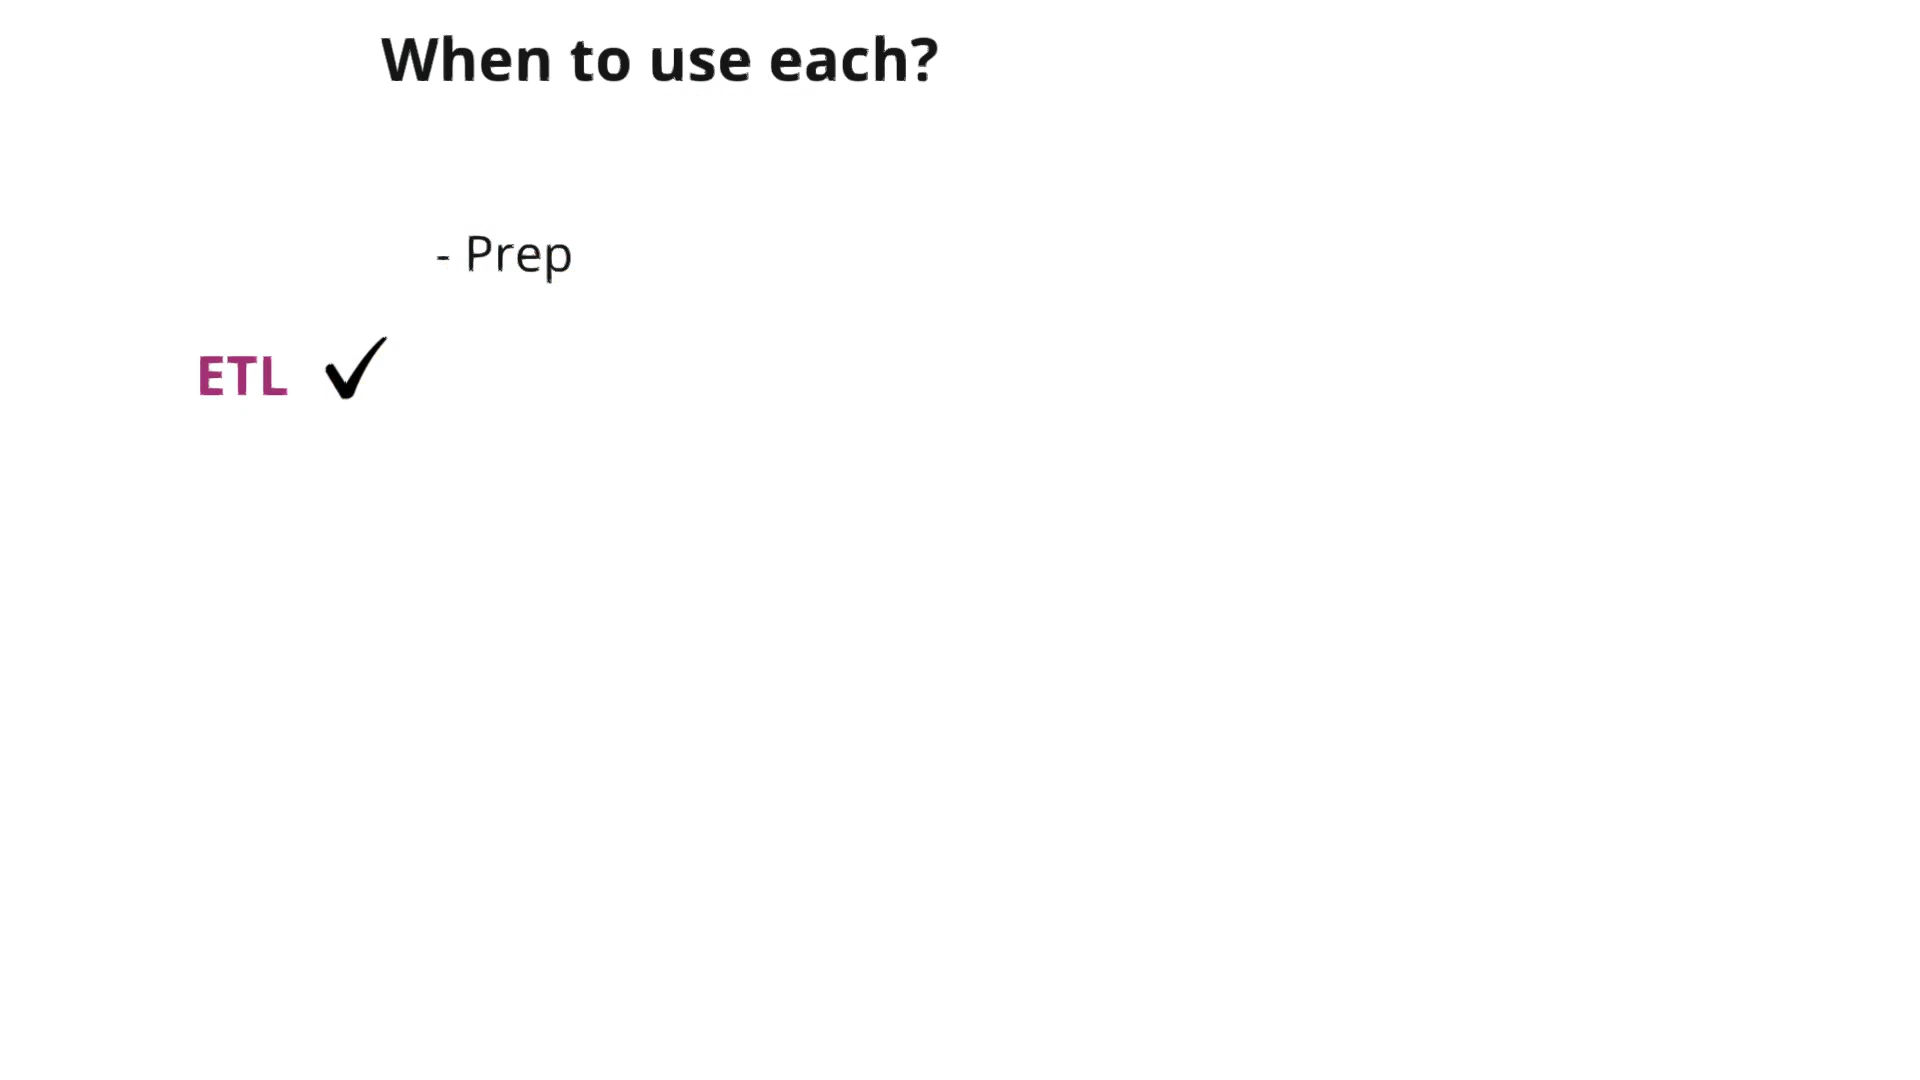 When to use each?
- Prep
ETL ✓